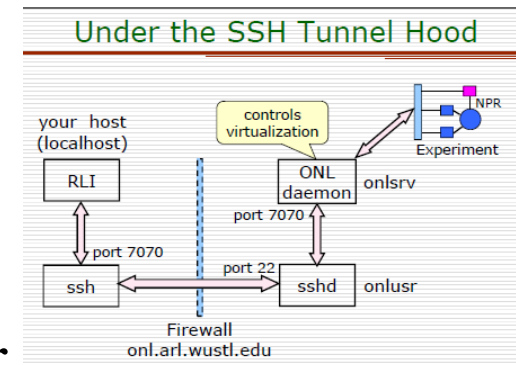 Under the SSH Tunnel Hood
your host
(localhost)
RLI
controls
virtualization
NPR
Experiment
ONL
daemon
onlsrv
port 7070
port 7070
port 22
ssh
sshd
onlusr
Firewall
onl.arl.wustl.edu